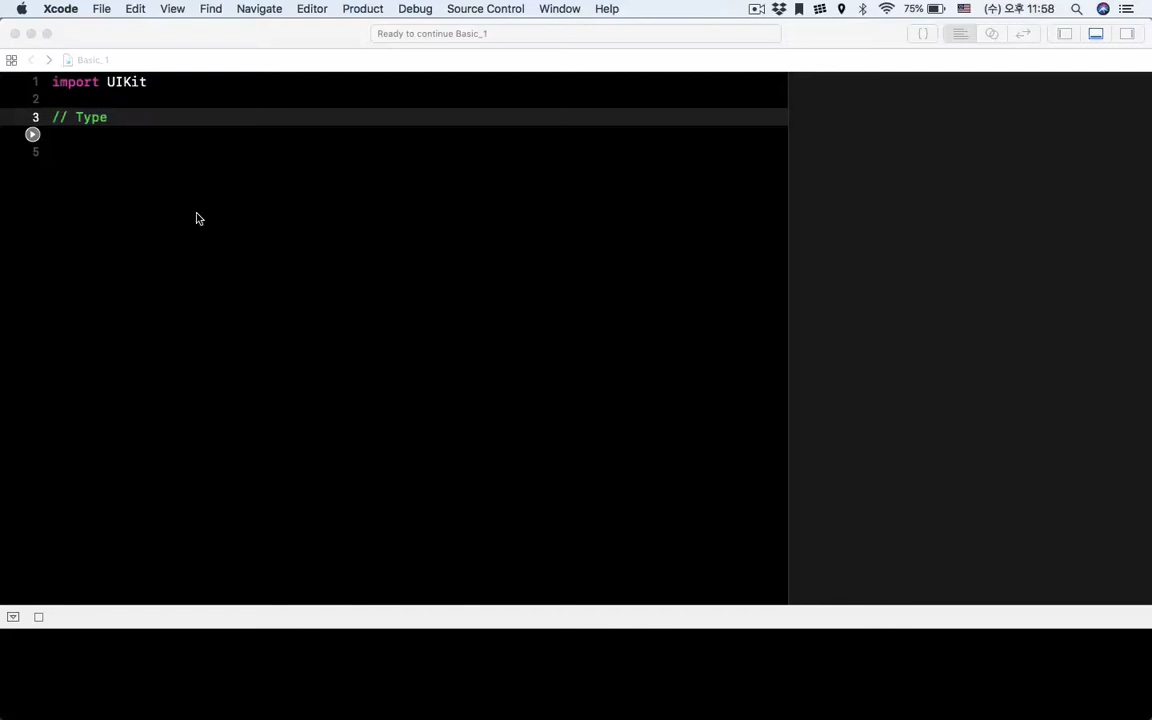 Xcode File Edit View Find Navigate Editor Product Debug Source Control Window Help 75% (수) 오후 11:58
Ready to continue Basic_1 {}
Basic_1
1 import UIKit
2
3 // Type
5